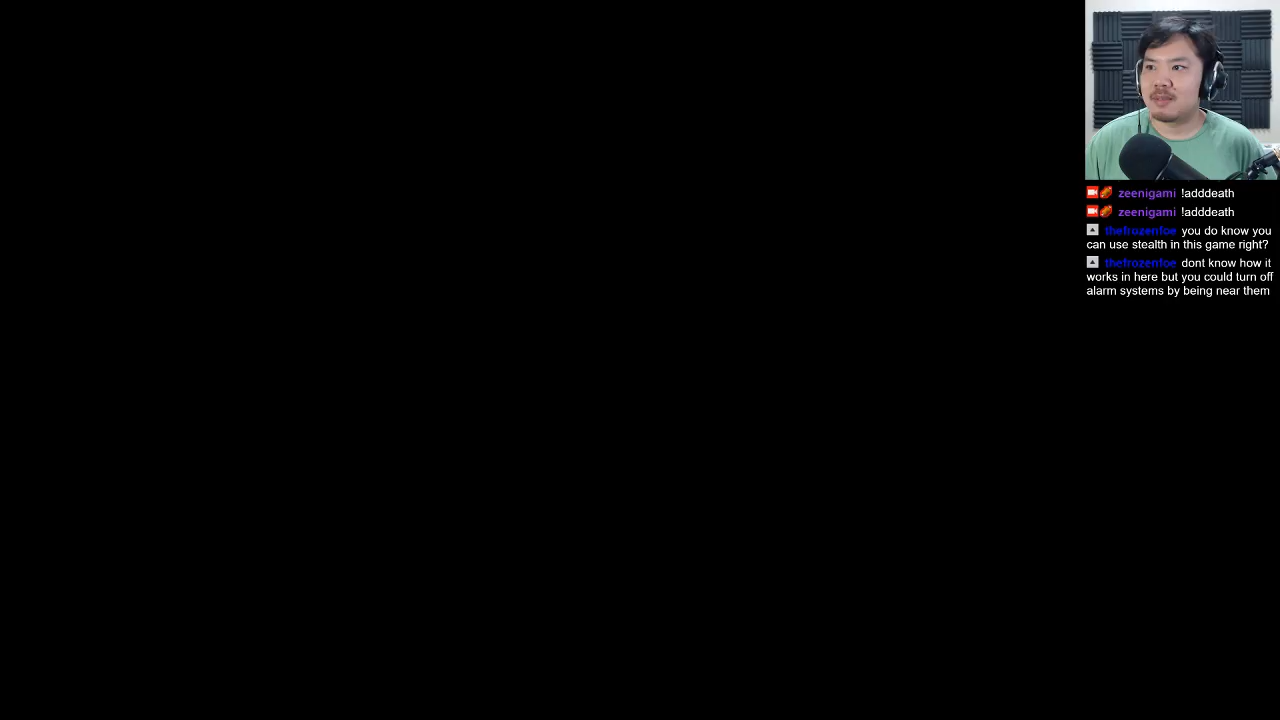 zeenigami !adddeath
zeenigami !adddeath
thefrozenfoe you do know you
can use stealth in this game right?
thefrozenfoe dont know how it
works in here but you could turn off
alarm systems by being near them